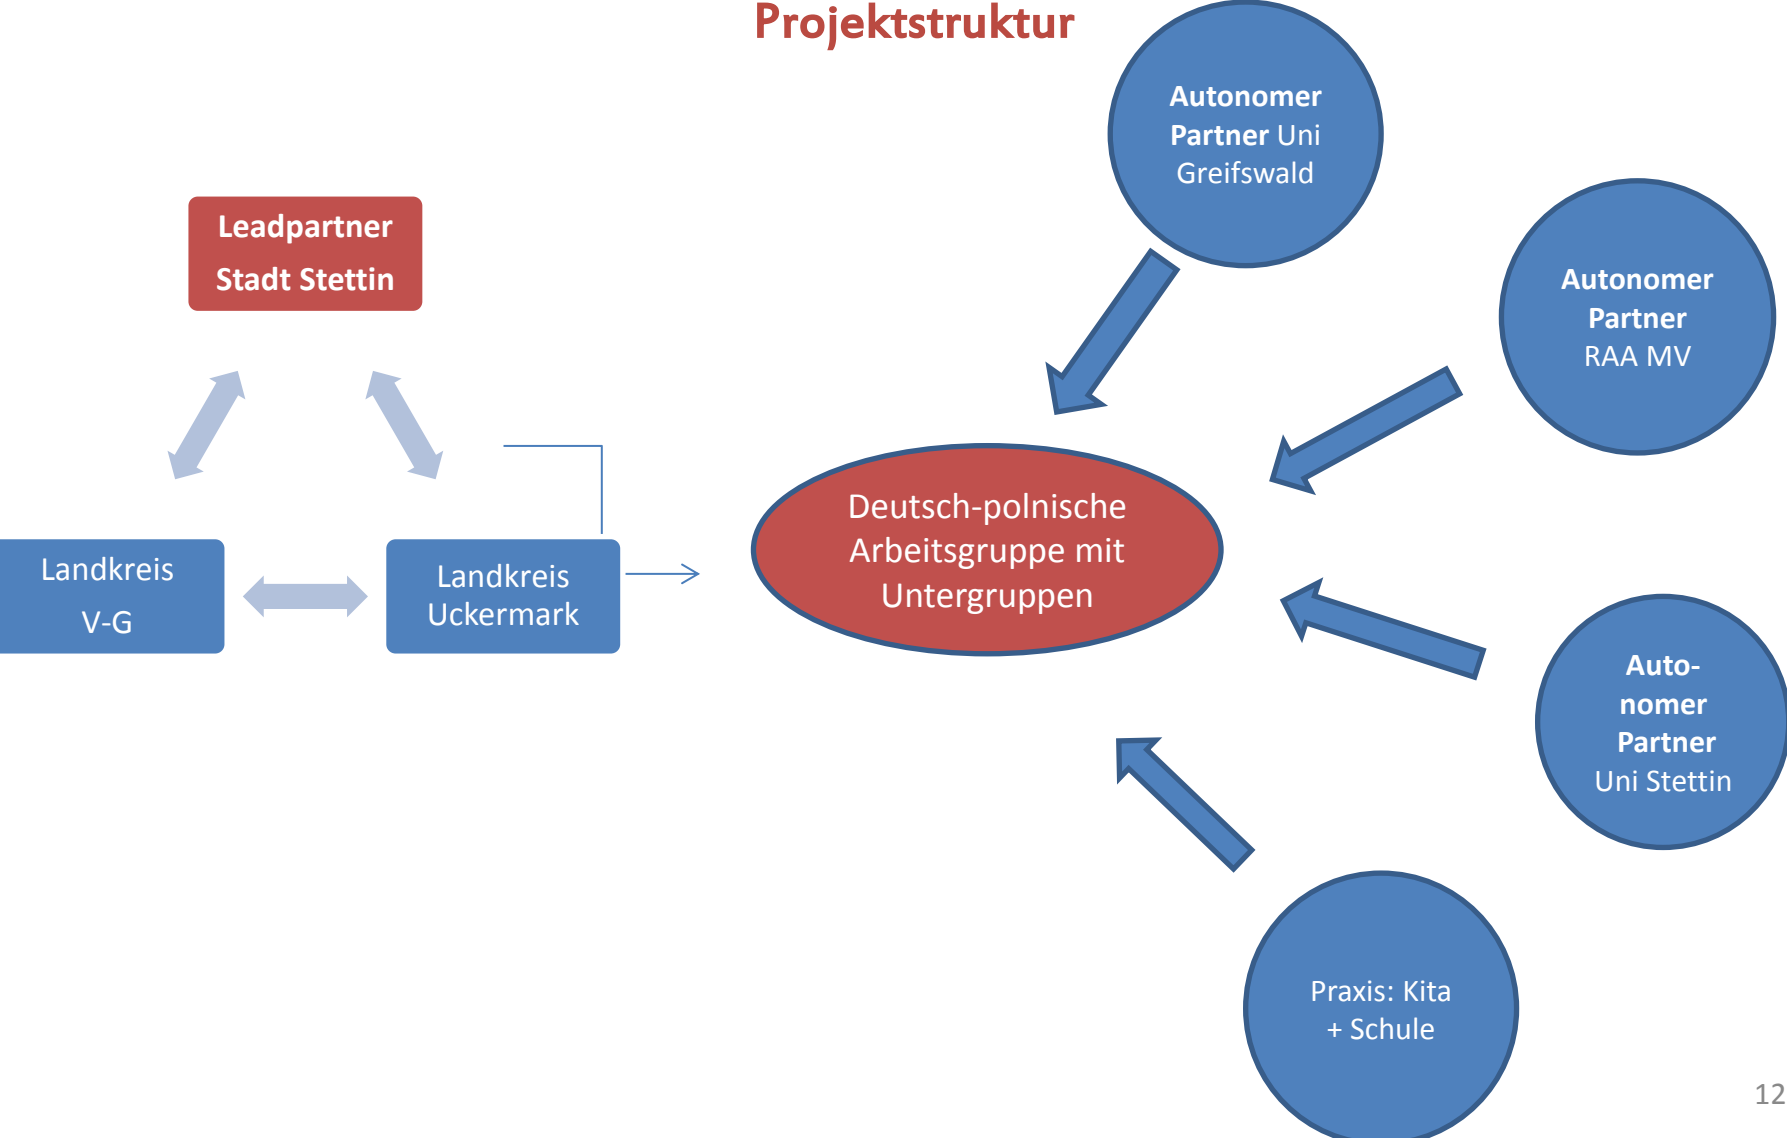 Projektstruktur
Autonomer
Partner Uni
Greifswald
Leadpartner
Stadt Stettin
Autonomer
Partner
RAA MV
Landkreis
V-G
Landkreis
Uckermark
Deutsch-polnische
Arbeitsgruppe mit
Untergruppen
Auto-
nomer
Partner
Uni Stettin
Praxis: Kita
+ Schule
12